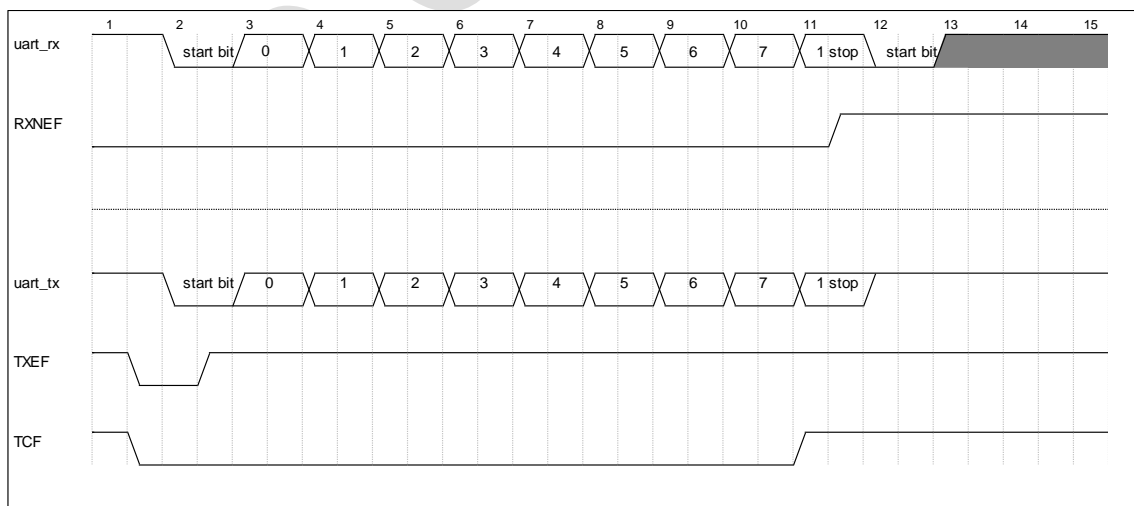 1 2 3 4 5 6 7 8 9 10 11 12 13 14 15
uart_rx start bit 0 1 2 3 4 5 6 7 1 stop start bit
RXNEF
uart_tx start bit 0 1 2 3 4 5 6 7 1 stop
TXEF
TCF